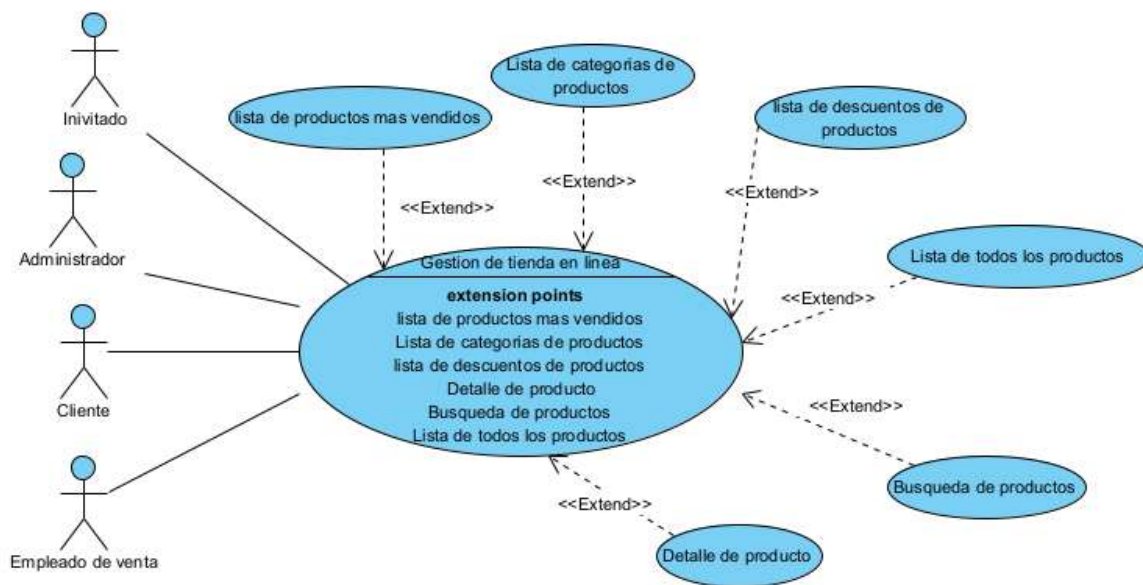 Inivitado
Administrador
Cliente
Empleado de venta
lista de productos mas vendidos
Lista de categorias de
productos
lista de descuentos de
productos
Lista de todos los productos
Busqueda de productos
Detalle de producto
<<Extend>>
<<Extend>>
<<Extend>>
<<Extend>>
<<Extend>>
<<Extend>>
Gestion de tienda en linea
extension points
lista de productos mas vendidos
Lista de categorias de productos
lista de descuentos de productos
Detalle de producto
Busqueda de productos
Lista de todos los productos